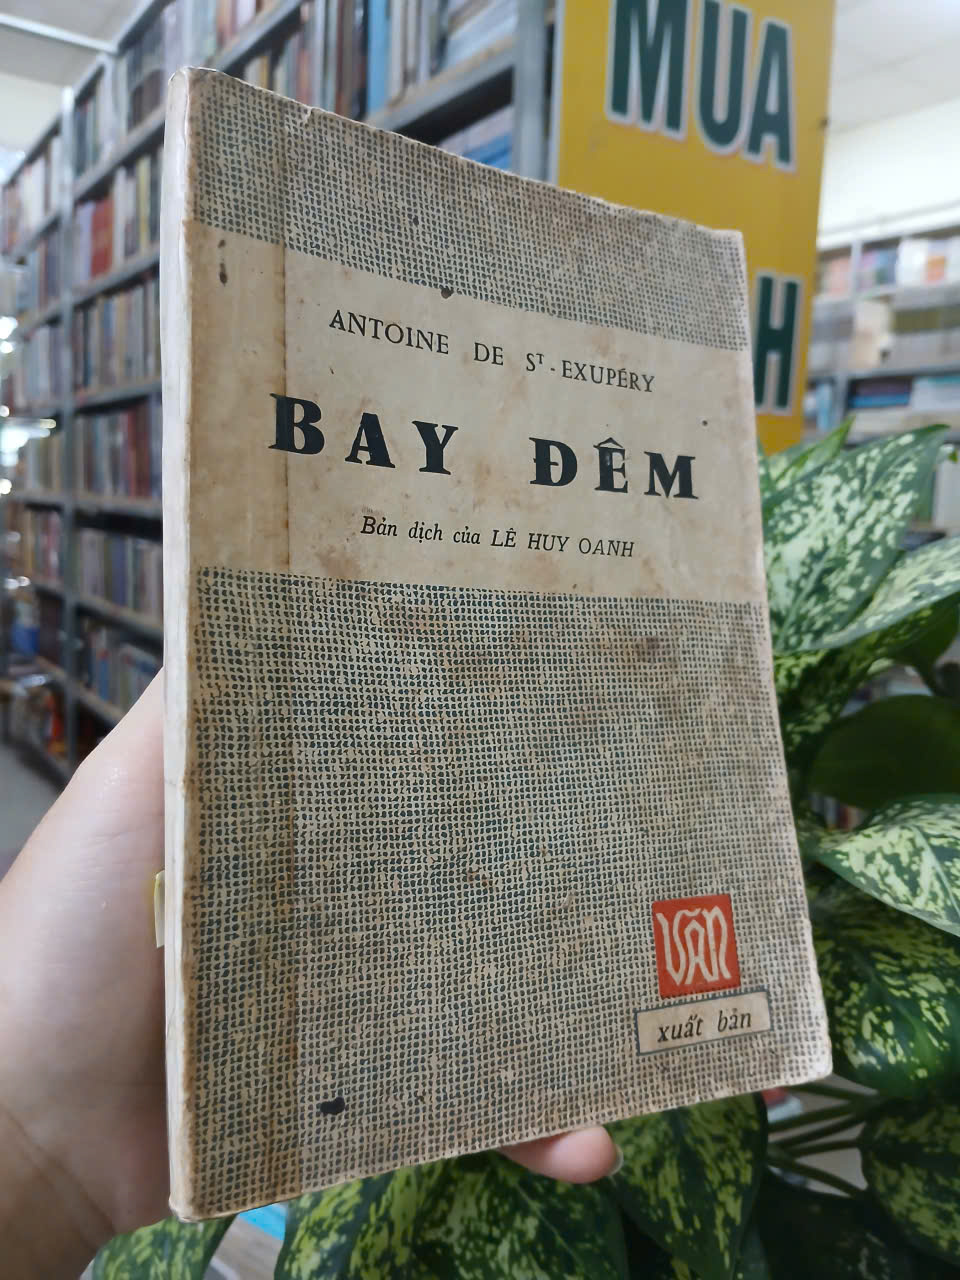 MUA
H
ANTOINE DE ST - EXUPÉRY
BAY ĐÊM
Bản dịch của LÊ HUY OANH
VĂN
xuất bản